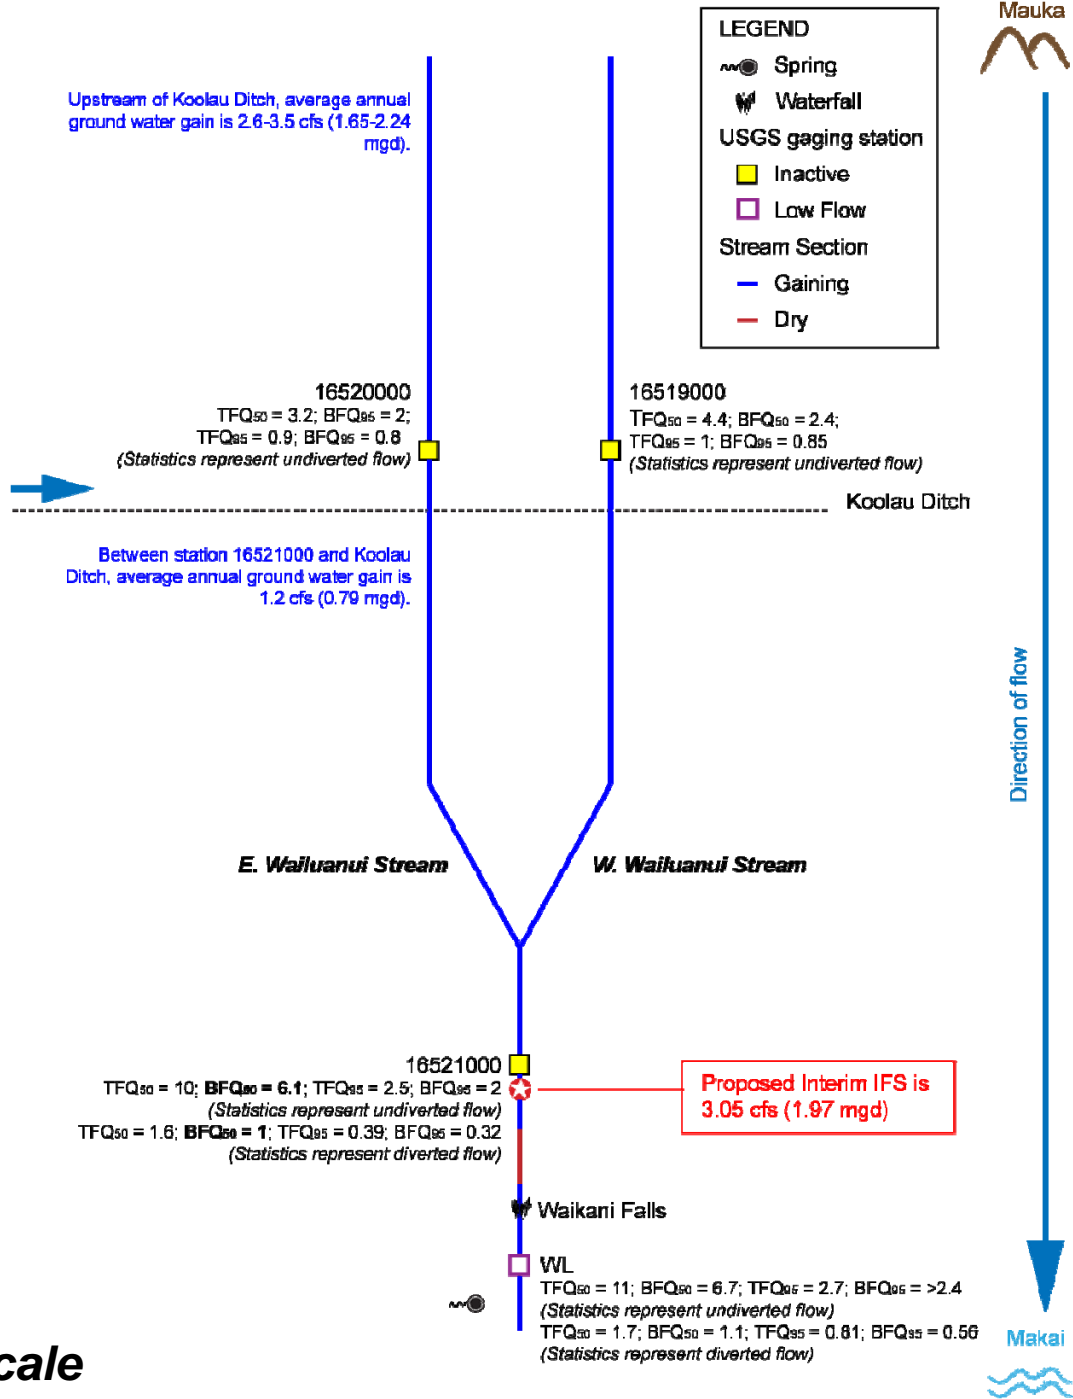 Mauka
LEGEND
Spring
Waterfall
USGS gaging station
Inactive
Low Flow
Stream Section
Gaining
Dry
Upstream of Koolau Ditch, average annual
ground water gain is 2.6-3.5 cfs (1.65-2.24
mgd).
16520000
TFQ50 = 3.2; BFQ95 = 2;
TFQ95 = 0.9; BFQ95 = 0.8
(Statistics represent undiverted flow)
16519000
TFQ50 = 4.4; BFQ50 = 2.4;
TFQ95 = 1; BFQ95 = 0.85
(Statistics represent undiverted flow)
Koolau Ditch
Between station 16521000 and Koolau
Ditch, average annual ground water gain is
1.2 cfs (0.79 mgd).
Direction of flow
E. Wailuanui Stream
W. Wailuanui Stream
16521000
TFQ50 = 10; BFQ50 = 6.1; TFQ95 = 2.5; BFQ95 = 2
(Statistics represent undiverted flow)
TFQ50 = 1.6; BFQ50 = 1; TFQ95 = 0.39; BFQ95 = 0.32
(Statistics represent diverted flow)
Proposed Interim IFS is
3.05 cfs (1.97 mgd)
Waikani Falls
WL
TFQ50 = 11; BFQ50 = 6.7; TFQ95 = 2.7; BFQ95 = >2.4
(Statistics represent undiverted flow)
TFQ50 = 1.7; BFQ50 = 1.1; TFQ95 = 0.61; BFQ95 = 0.56
(Statistics represent diverted flow)
Makai
cale